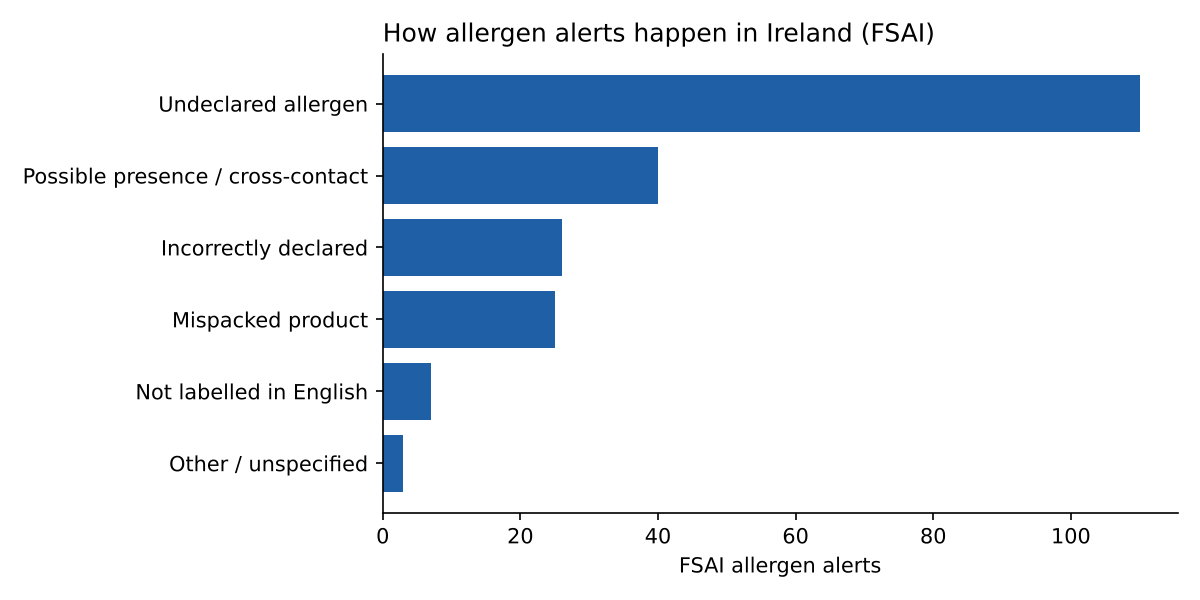 How allergen alerts happen in Ireland (FSAI)
Undeclared allergen
Possible presence / cross-contact
Incorrectly declared
Mispacked product
Not labelled in English
Other / unspecified
0 20 40 60 80 100
FSAI allergen alerts